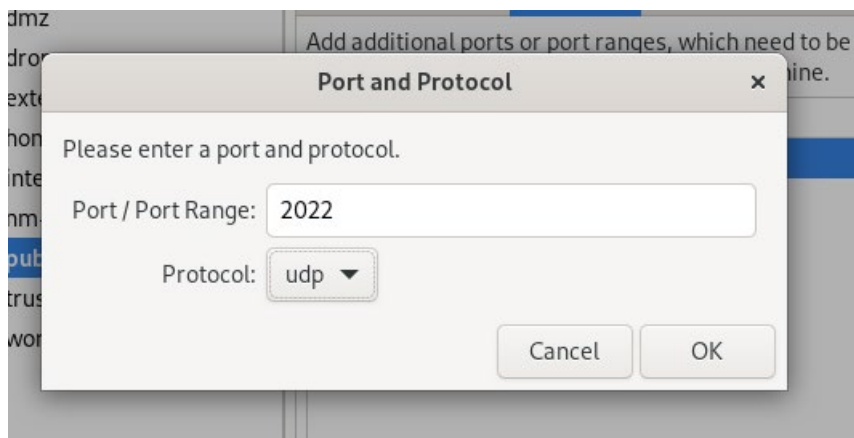 dmz
Add additional ports or port ranges, which need to be
Port and Protocol
Please enter a port and protocol.
Port / Port Range: 2022
Protocol: udp
Cancel OK